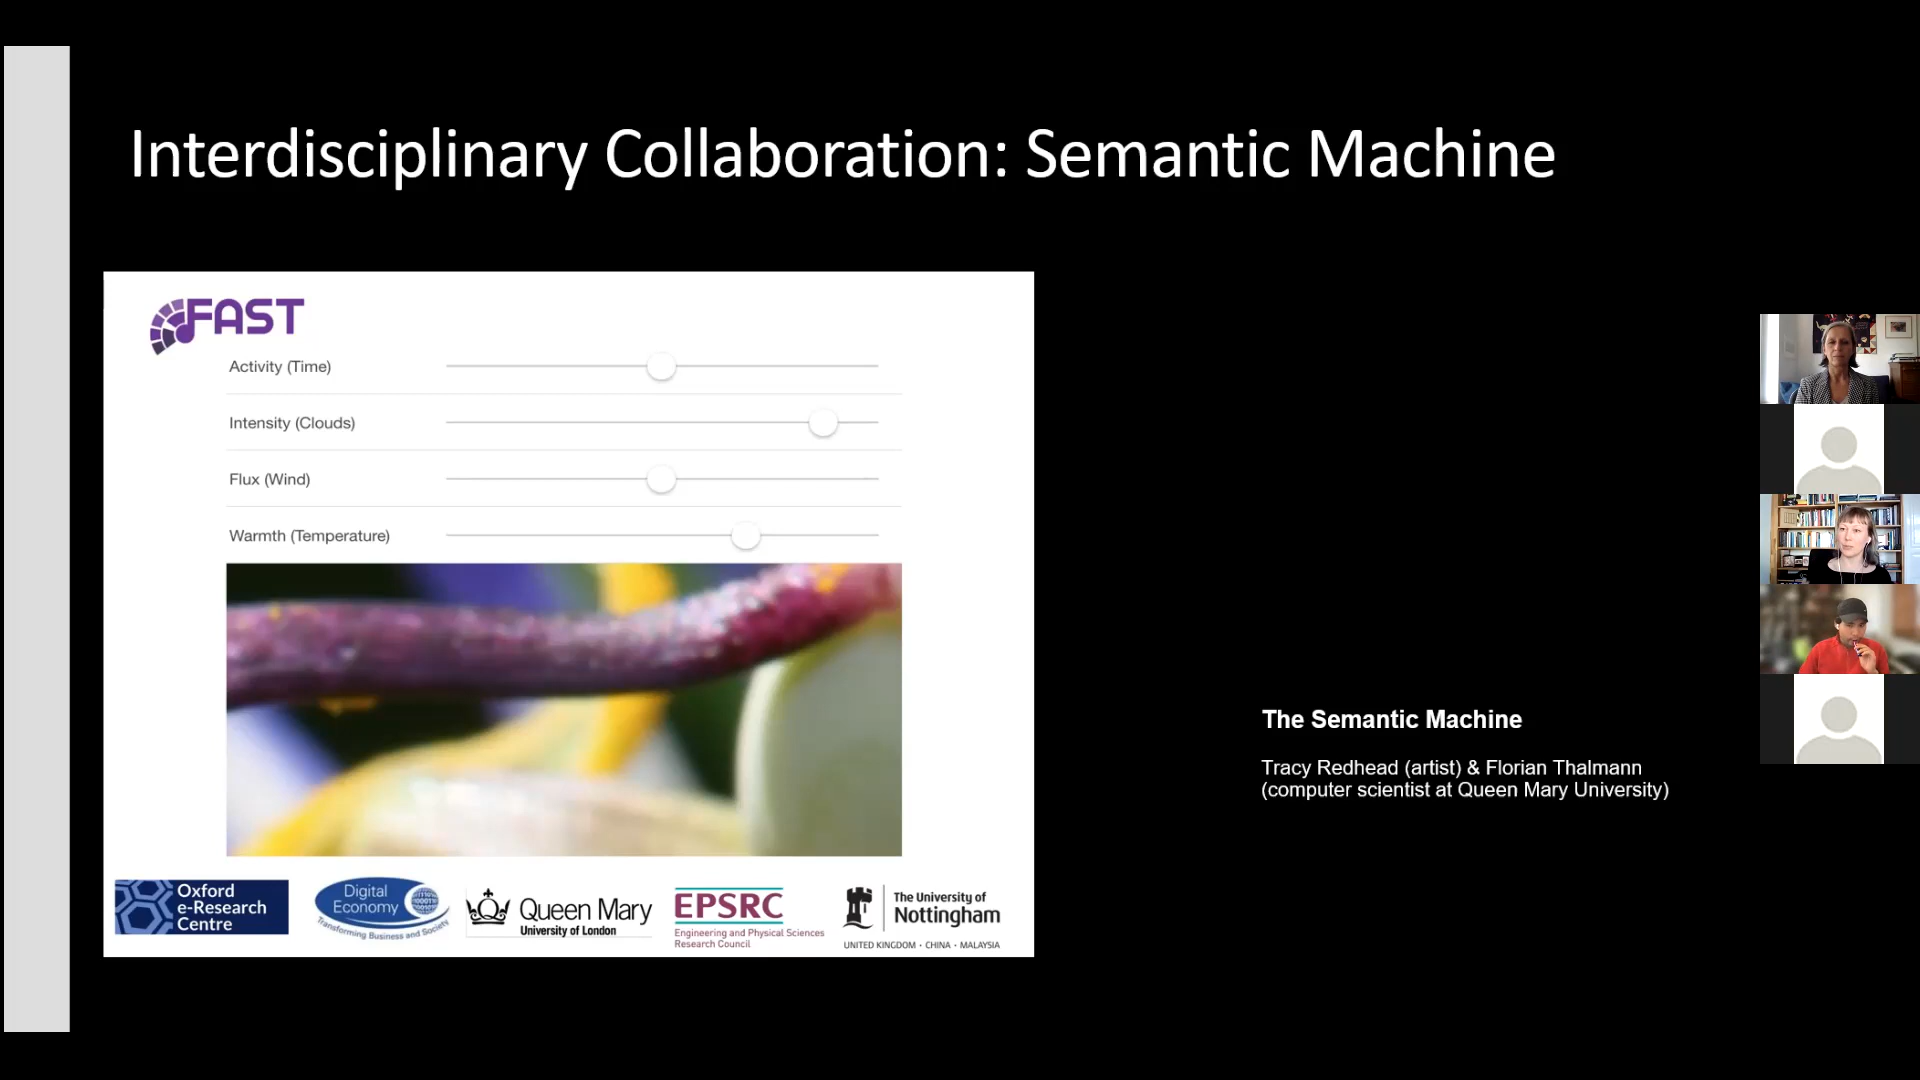 Interdisciplinary Collaboration: Semantic Machine
FAST
Activity (Time)
Intensity (Clouds)
Flux (Wind)
Warmth (Temperature)
The Semantic Machine
Tracy Redhead (artist) & Florian Thalmann
(computer scientist at Queen Mary University)
Oxford
e-Research
Centre
Digital
Economy
Transforming Business and Society
Queen Mary
University of London
EPSRC
Engineering and Physical Sciences
Research Council
The University of
Nottingham
UNITED KINGDOM · CHINA · MALAYSIA